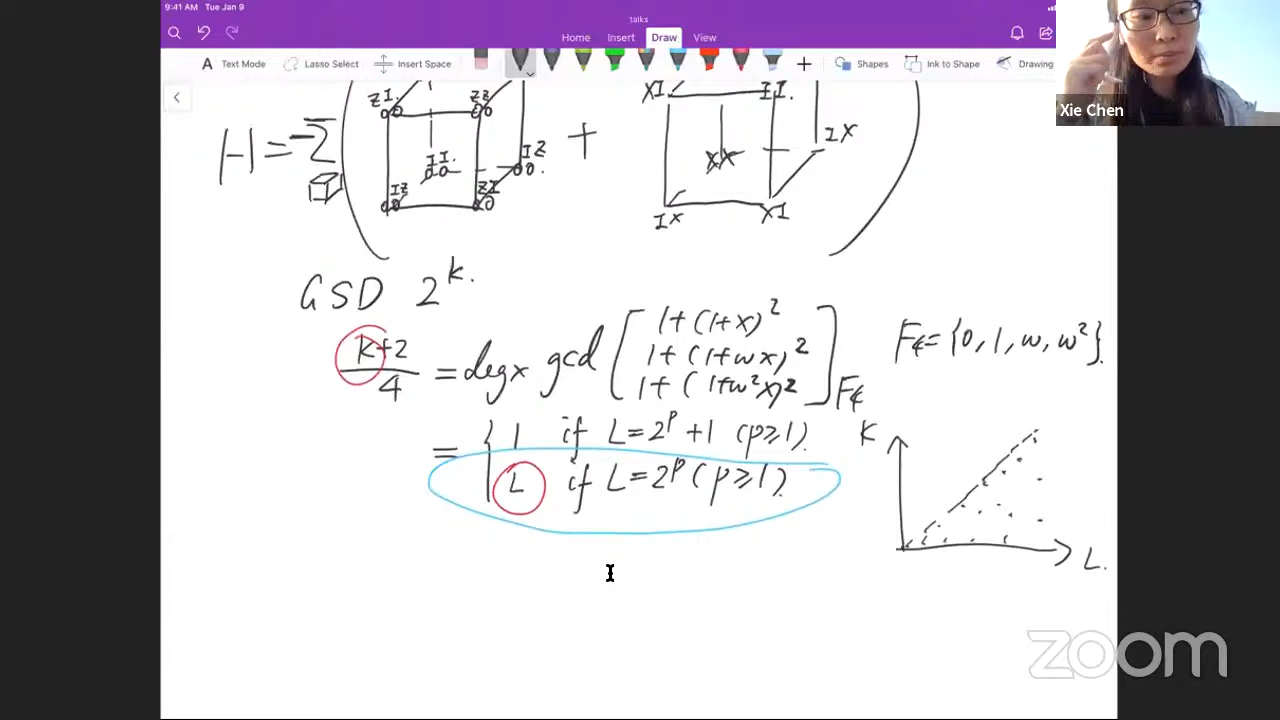 9:41 AM Tue Jan 9
talks
Home Insert Draw View
Text Mode Lasso Select Insert Space Shapes Ink to Shape Drawing
Xie Chen
ZI ZZ XI II.
H = -Σ ( II. IZ + XX IX )
IZ ZI IX XI
GSD 2^k.
(k+2)/4 = deg_x gcd [ 1+(1+x)^2
1+(1+wx)^2
1+(1+w^2x)^2 ]_F4
F4 = {0, 1, w, w^2}.
= { 1 if L=2^p+1 (p≥1).
L if L=2^p (p≥1).
K
L.
zoom